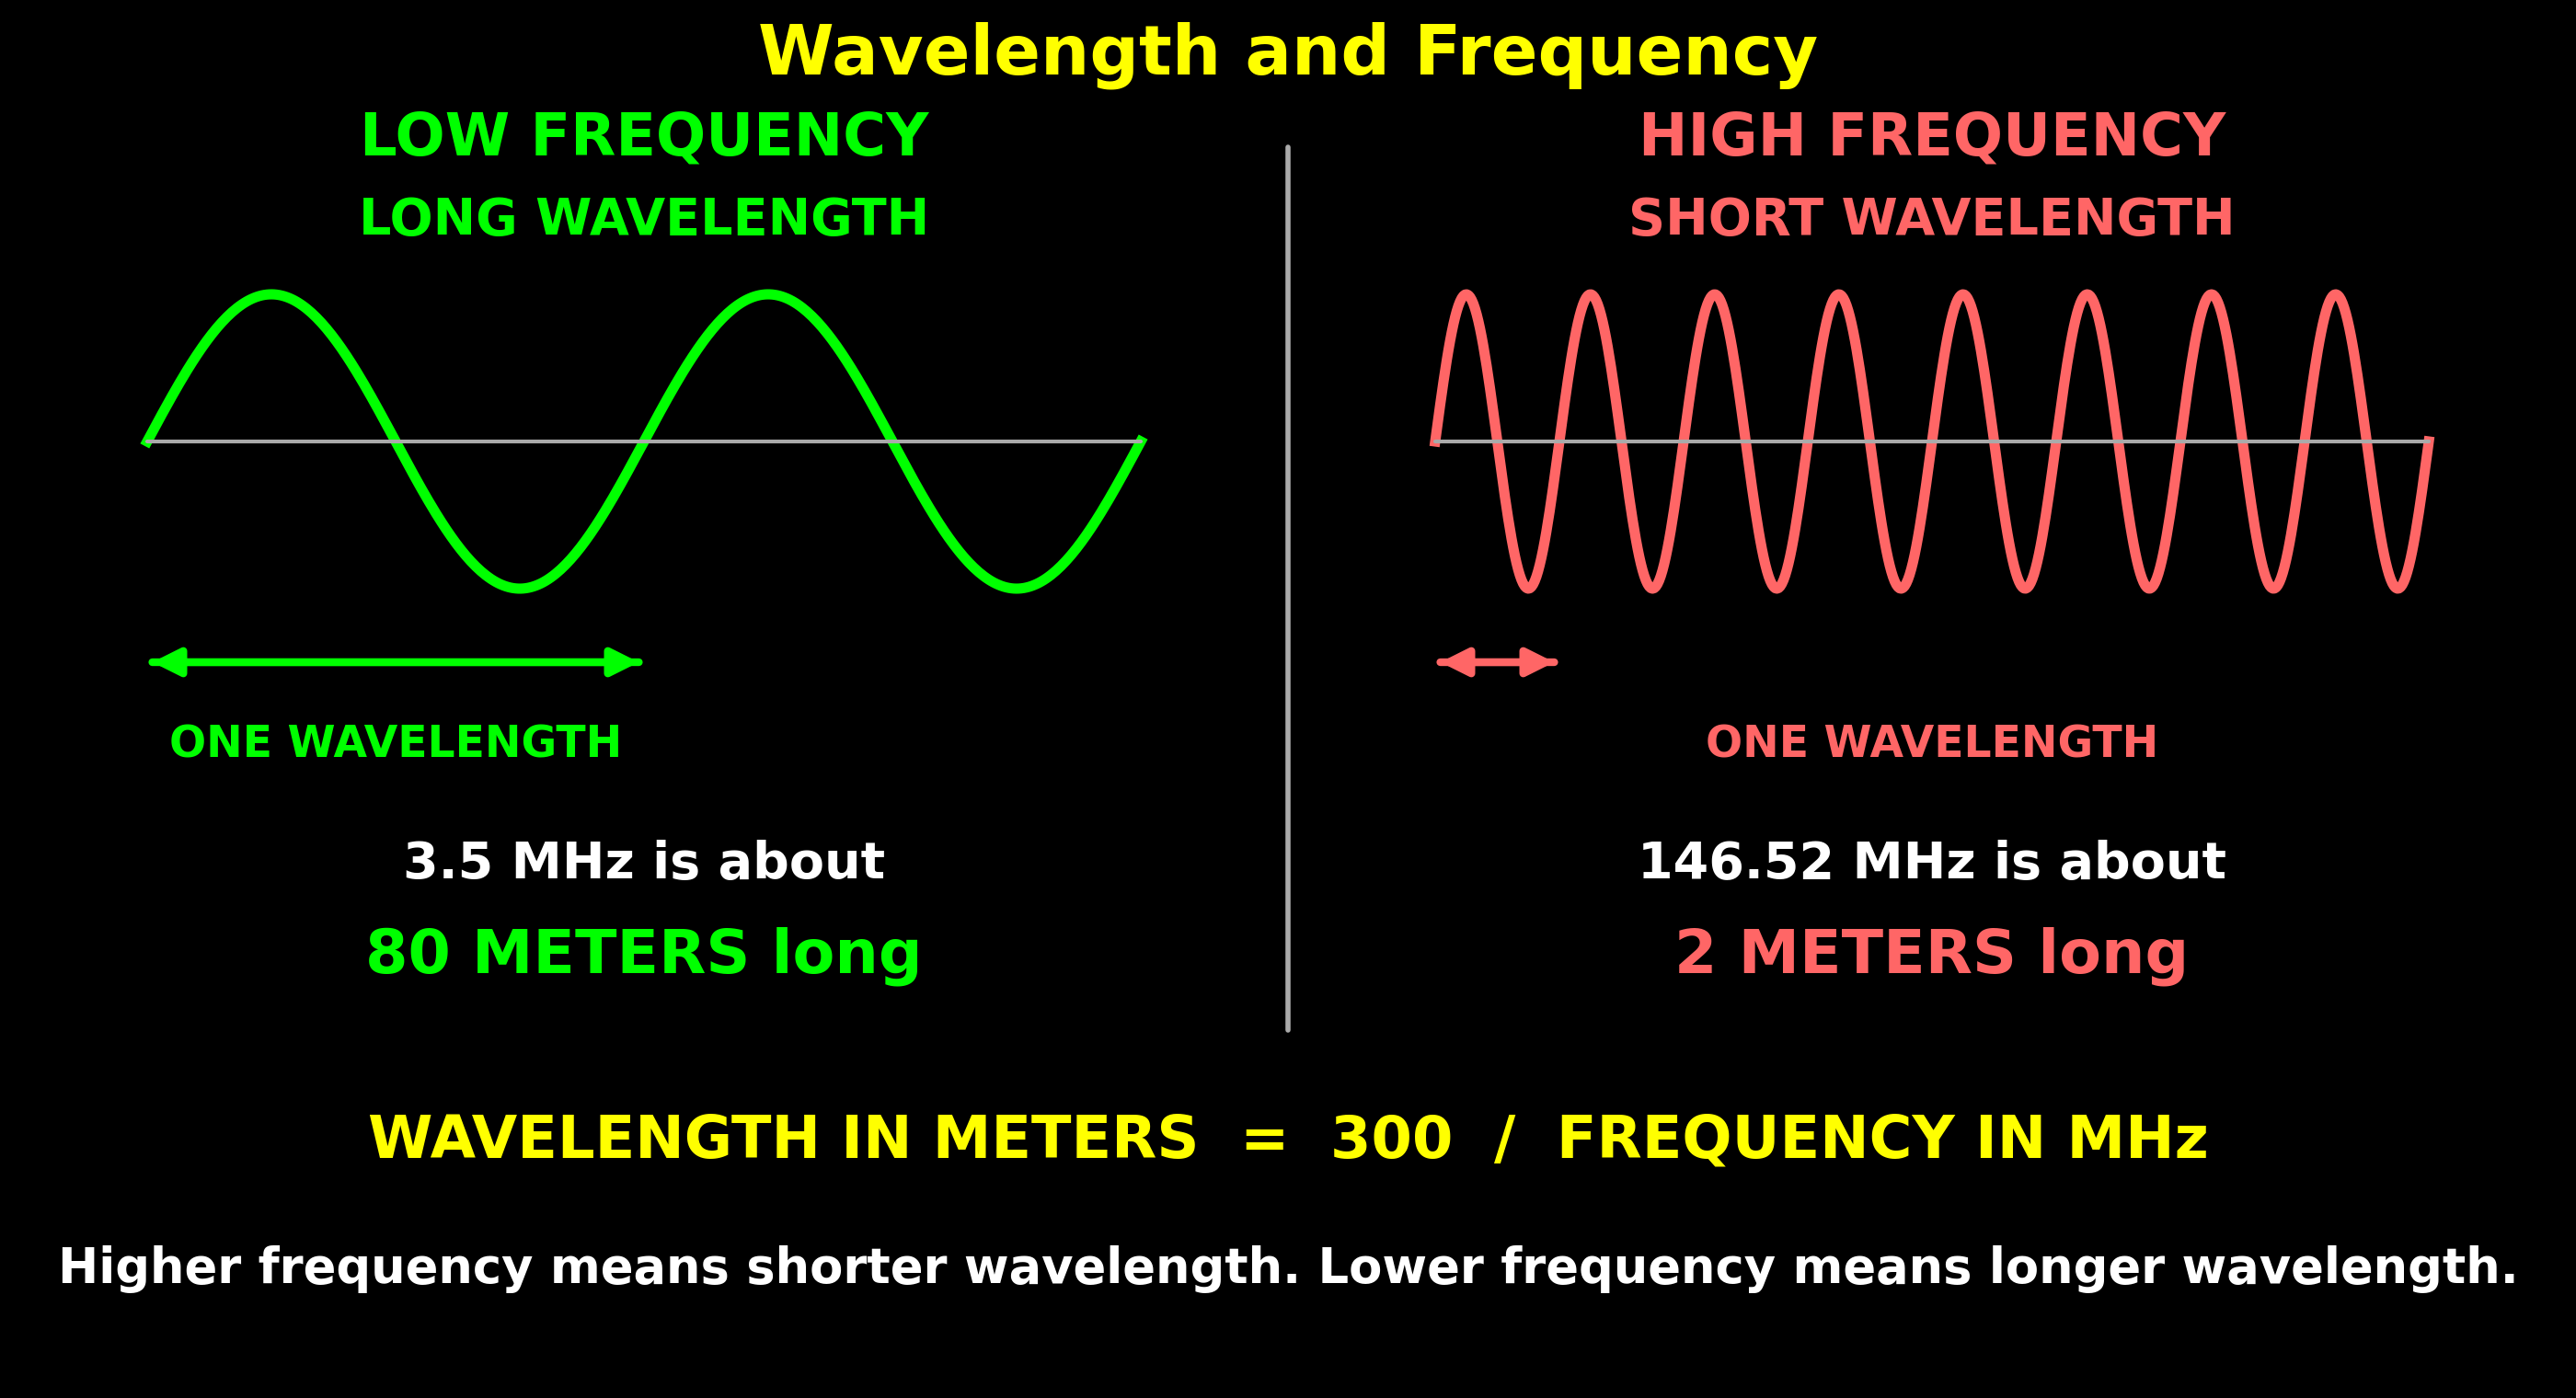 Wavelength and Frequency
LOW FREQUENCY
LONG WAVELENGTH
ONE WAVELENGTH
3.5 MHz is about
80 METERS long
HIGH FREQUENCY
SHORT WAVELENGTH
ONE WAVELENGTH
146.52 MHz is about
2 METERS long
WAVELENGTH IN METERS = 300 / FREQUENCY IN MHz
Higher frequency means shorter wavelength. Lower frequency means longer wavelength.